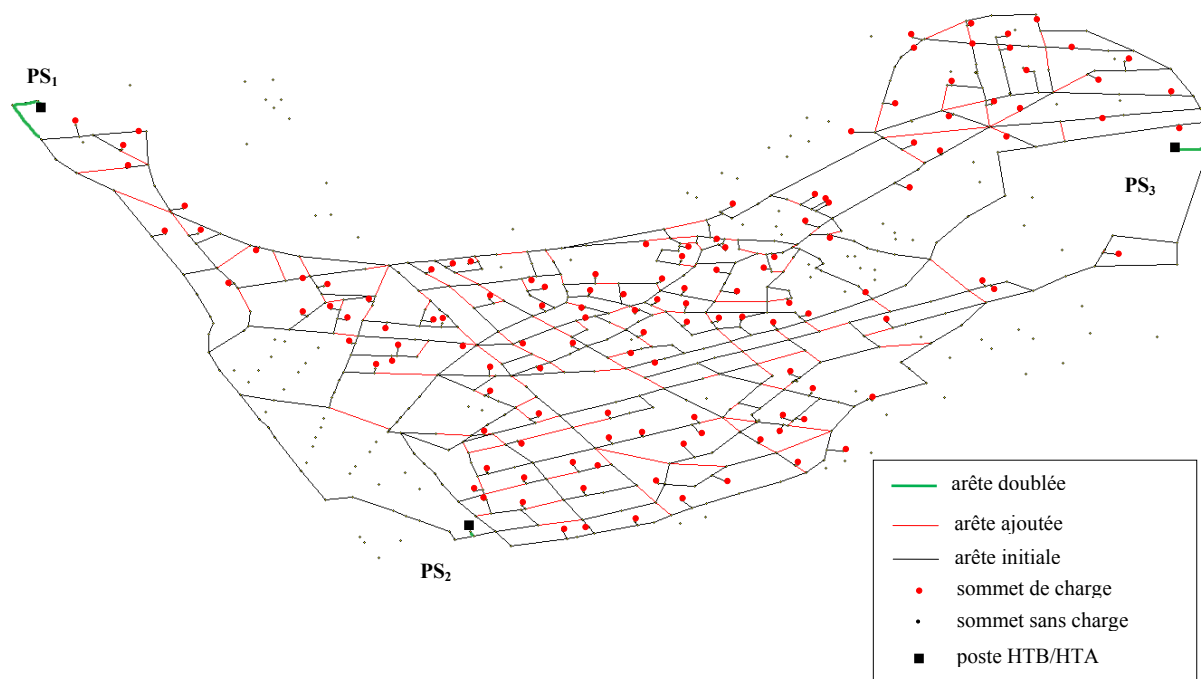 PS1
PS3
PS2
arête doublée
arête ajoutée
arête initiale
sommet de charge
sommet sans charge
poste HTB/HTA